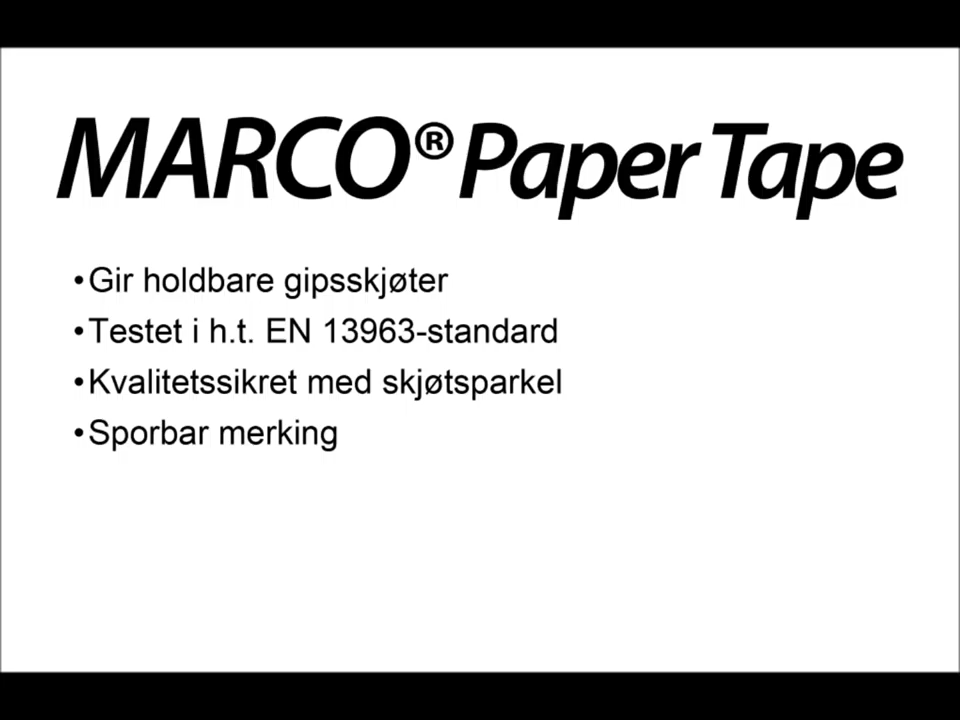 MARCO® Paper Tape
•Gir holdbare gipsskjøter
•Testet i h.t. EN 13963-standard
•Kvalitetssikret med skjøtsparkel
•Sporbar merking